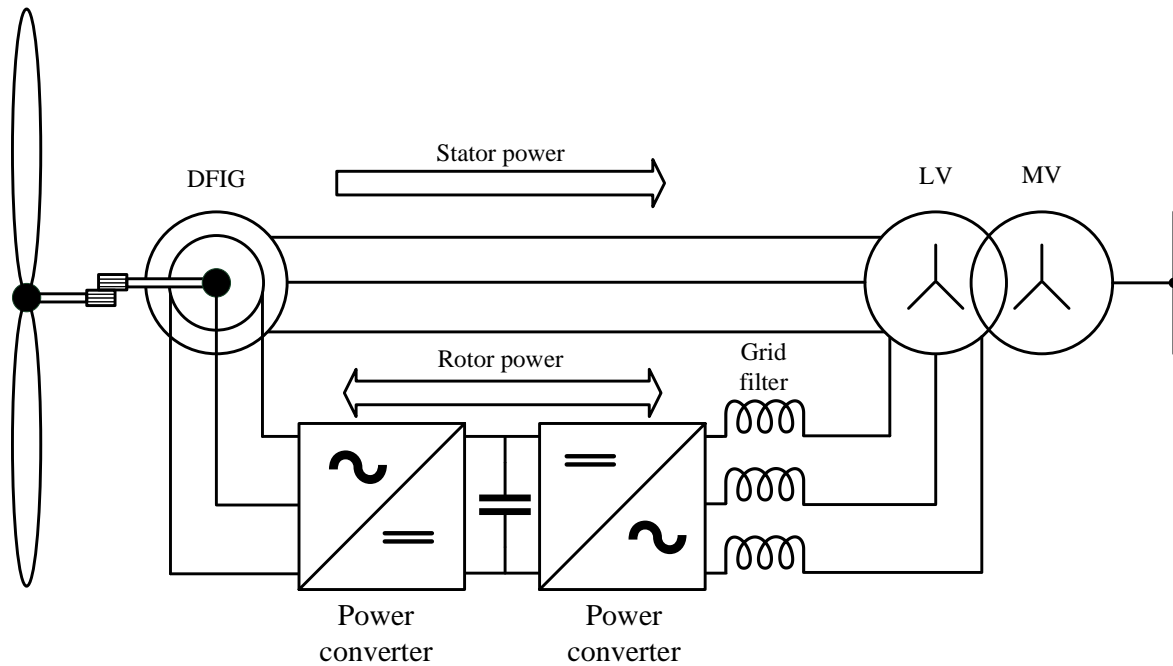 Stator power
DFIG
LV
MV
Rotor power
Grid
filter
Power
converter
Power
converter